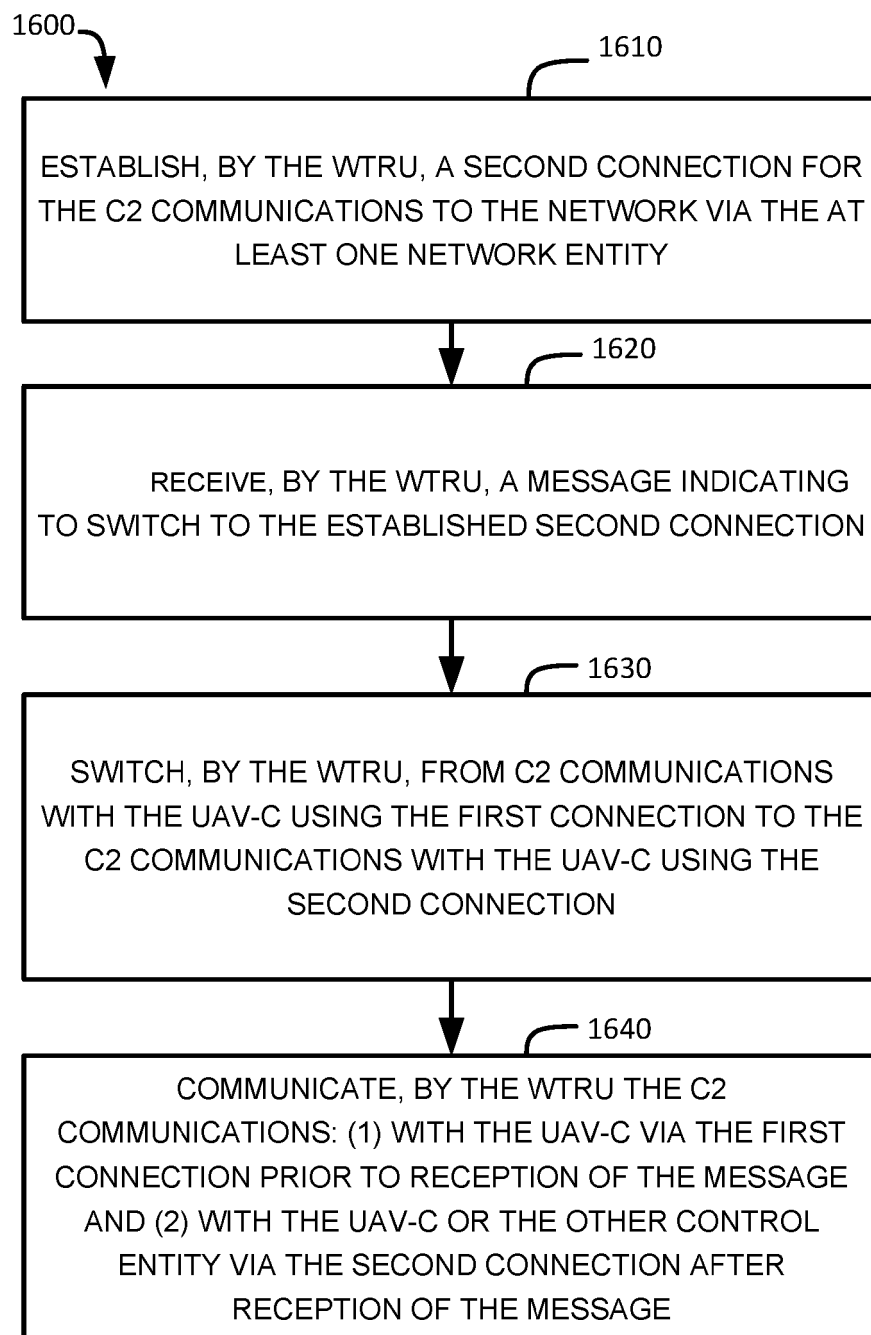 1600
1610
ESTABLISH, BY THE WTRU, A SECOND CONNECTION FOR
THE C2 COMMUNICATIONS TO THE NETWORK VIA THE AT
LEAST ONE NETWORK ENTITY
1620
RECEIVE, BY THE WTRU, A MESSAGE INDICATING
TO SWITCH TO THE ESTABLISHED SECOND CONNECTION
1630
SWITCH, BY THE WTRU, FROM C2 COMMUNICATIONS
WITH THE UAV-C USING THE FIRST CONNECTION TO THE
C2 COMMUNICATIONS WITH THE UAV-C USING THE
SECOND CONNECTION
1640
COMMUNICATE, BY THE WTRU THE C2
COMMUNICATIONS: (1) WITH THE UAV-C VIA THE FIRST
CONNECTION PRIOR TO RECEPTION OF THE MESSAGE
AND (2) WITH THE UAV-C OR THE OTHER CONTROL
ENTITY VIA THE SECOND CONNECTION AFTER
RECEPTION OF THE MESSAGE